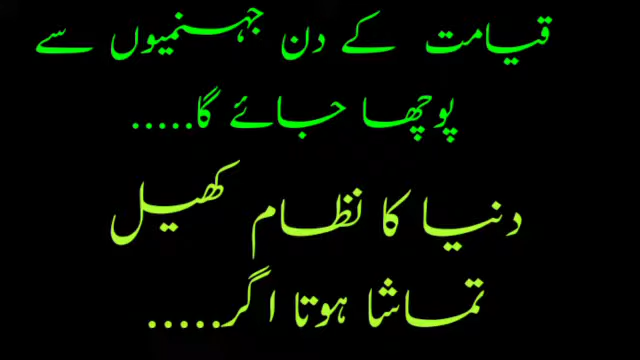 قیامت کے دن جہنمیوں سے
پوچھا جائے گا.....
دنیا کا نظام کھیل
تماشا ہوتا اگر.....